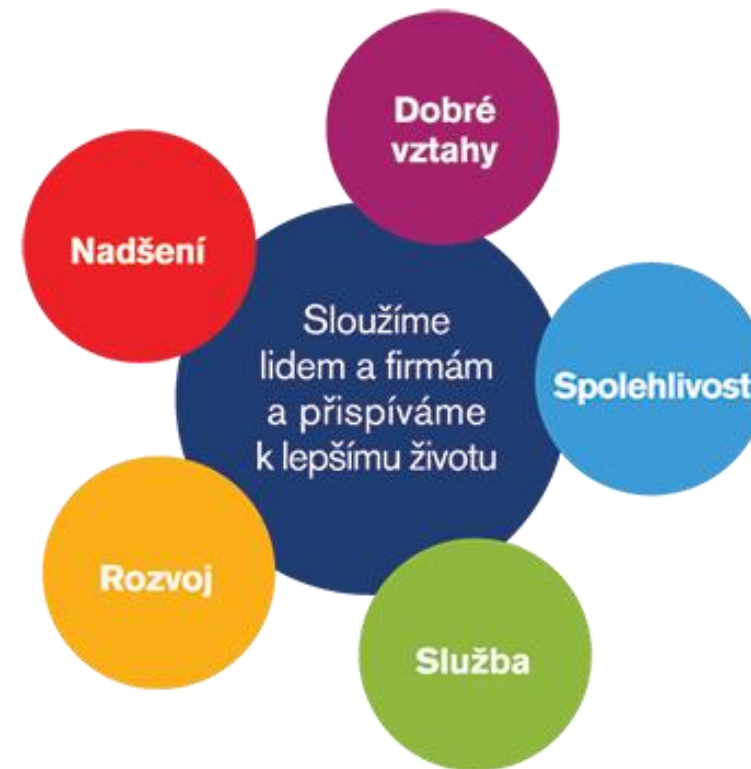 Dobré
vztahy
Nadšení
Sloužíme
lidem a firmám
a přispíváme
k lepšímu životu
Spolehlivost
Rozvoj
Služba